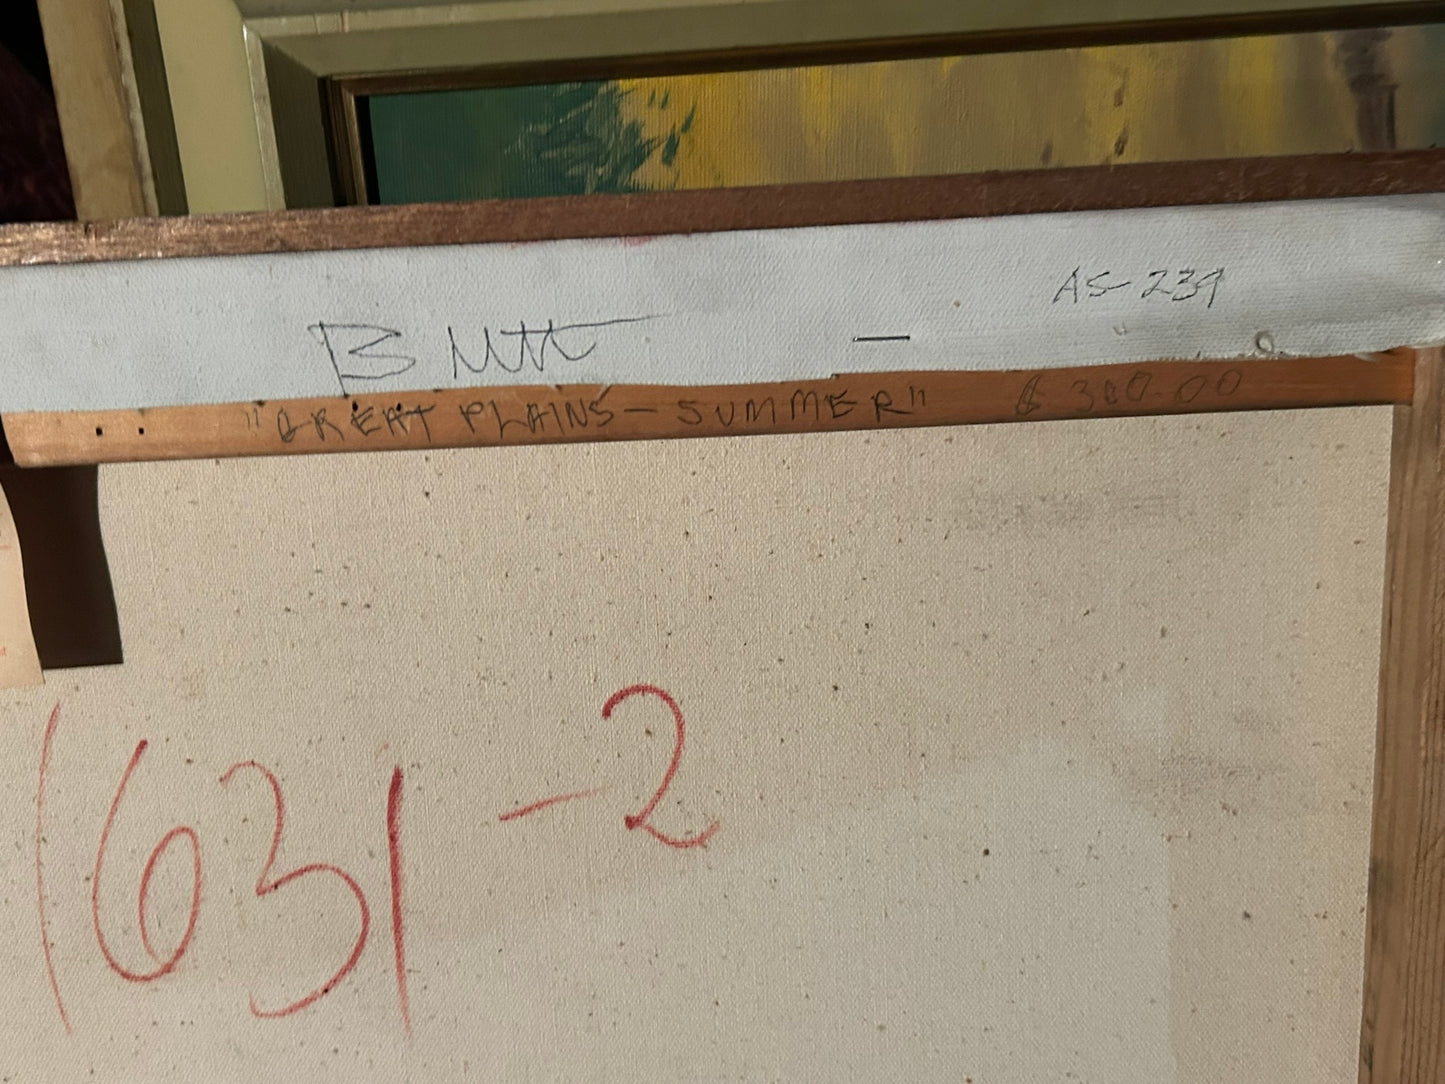 AS-239
"GREAT PLAINS — SUMMER" $300.00
1631-2